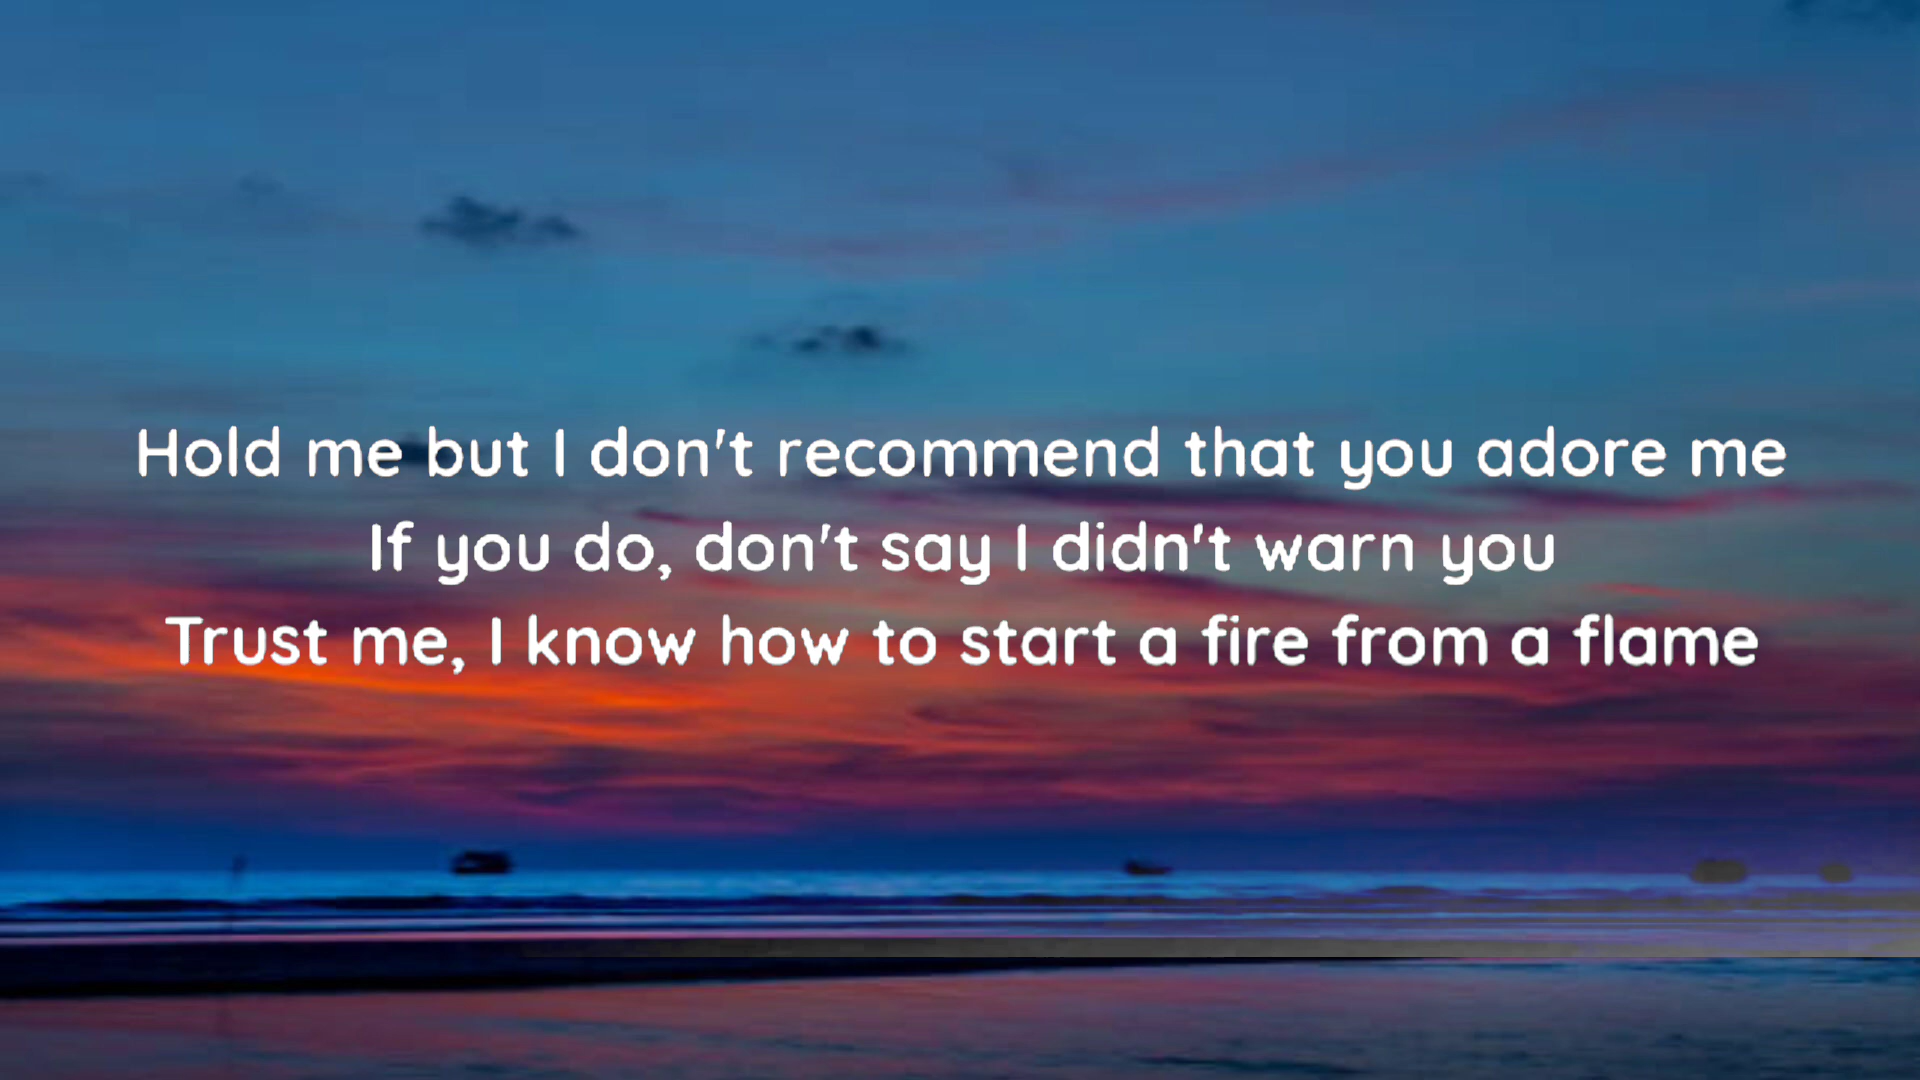 Hold me but I don't recommend that you adore me
If you do, don't say I didn't warn you
Trust me, I know how to start a fire from a flame